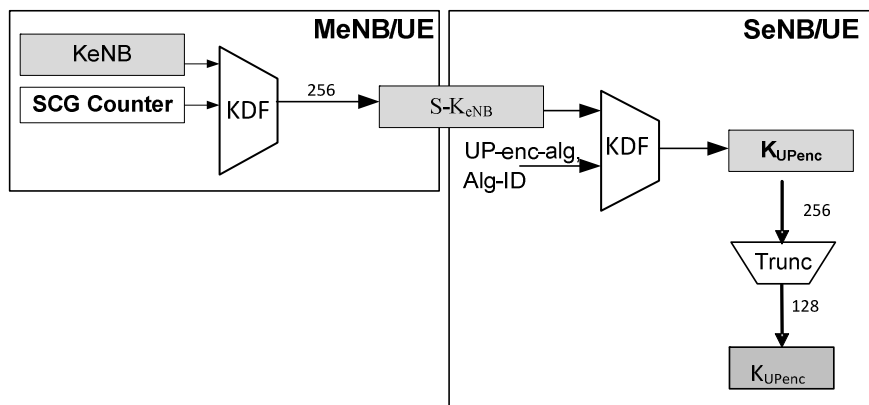 MeNB/UE
KeNB
SCG Counter
KDF
256
S-KeNB
SeNB/UE
UP-enc-alg,
Alg-ID
KDF
KUPenc
256
Trunc
128
KUPenc